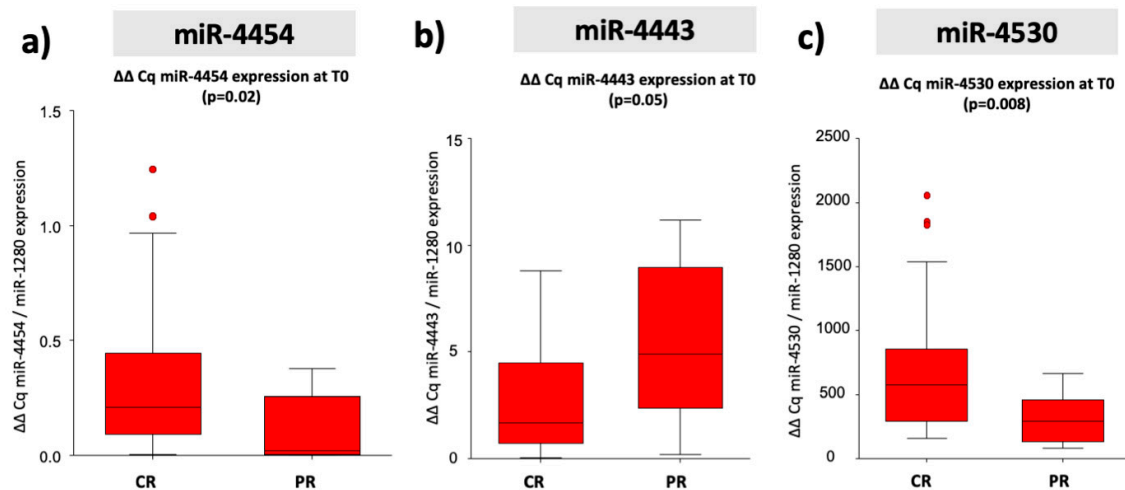 a)
miR-4454
ΔΔ Cq miR-4454 expression at T0
(p=0.02)
ΔΔ Cq miR-4454 / miR-1280 expression
1.5
1.0
0.5
0.0
CR
PR
b)
miR-4443
ΔΔ Cq miR-4443 expression at T0
(p=0.05)
ΔΔ Cq miR-4443 / miR-1280 expression
15
10
5
0
CR
PR
c)
miR-4530
ΔΔ Cq miR-4530 expression at T0
(p=0.008)
ΔΔ Cq miR-4530 / miR-1280 expression
2500
2000
1500
1000
500
0
CR
PR